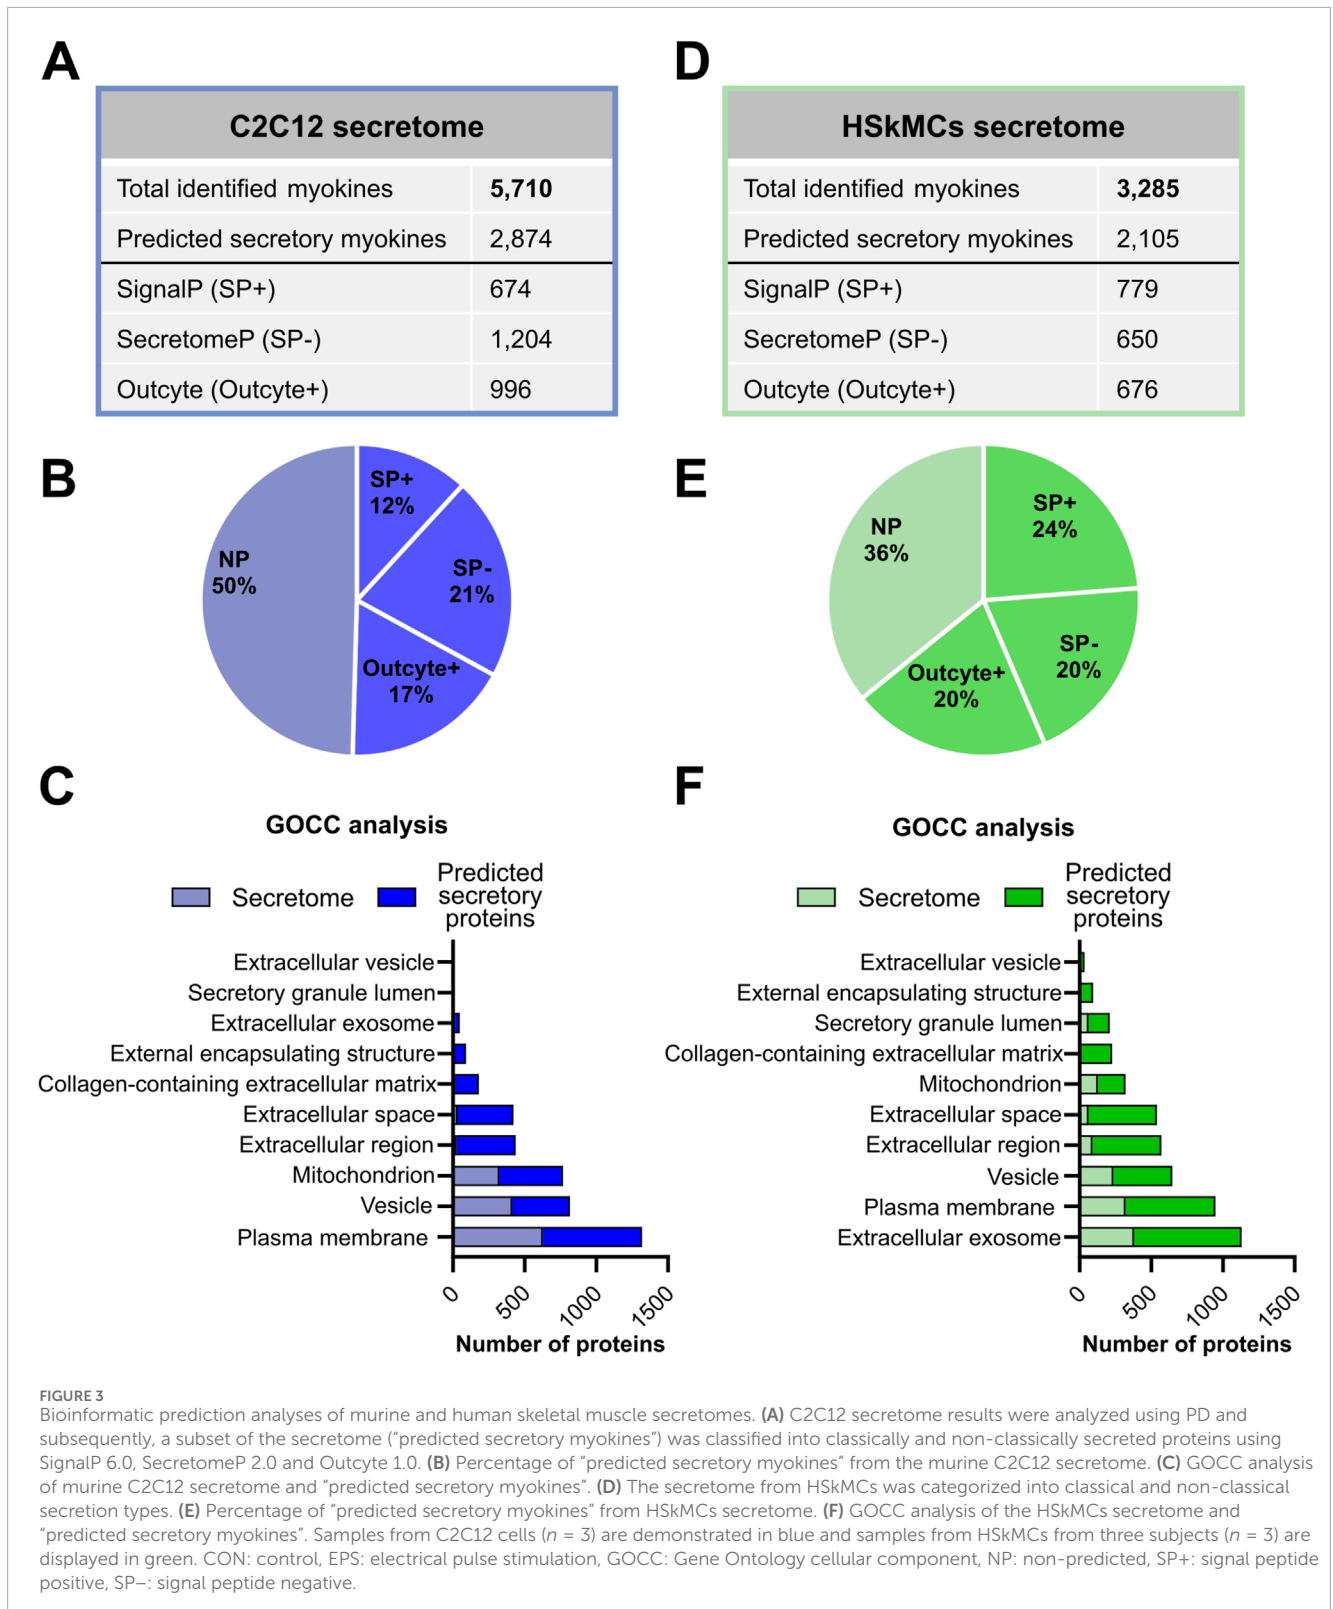 A
C2C12 secretome
Total identified myokines 5,710
Predicted secretory myokines 2,874
SignalP (SP+) 674
SecretomeP (SP-) 1,204
Outcyte (Outcyte+) 996
D
HSkMCs secretome
Total identified myokines 3,285
Predicted secretory myokines 2,105
SignalP (SP+) 779
SecretomeP (SP-) 650
Outcyte (Outcyte+) 676
B
SP+
12%
SP-
21%
Outcyte+
17%
NP
50%
E
SP+
24%
SP-
20%
Outcyte+
20%
NP
36%
C
GOCC analysis
Secretome
Predicted
secretory
proteins
Extracellular vesicle
Secretory granule lumen
Extracellular exosome
External encapsulating structure
Collagen-containing extracellular matrix
Extracellular space
Extracellular region
Mitochondrion
Vesicle
Plasma membrane
0 500 1000 1500
Number of proteins
F
GOCC analysis
Secretome
Predicted
secretory
proteins
Extracellular vesicle
External encapsulating structure
Secretory granule lumen
Collagen-containing extracellular matrix
Mitochondrion
Extracellular space
Extracellular region
Vesicle
Plasma membrane
Extracellular exosome
0 500 1000 1500
Number of proteins
FIGURE 3
Bioinformatic prediction analyses of murine and human skeletal muscle secretomes. (A) C2C12 secretome results were analyzed using PD and
subsequently, a subset of the secretome (“predicted secretory myokines”) was classified into classically and non-classically secreted proteins using
SignalP 6.0, SecretomeP 2.0 and Outcyte 1.0. (B) Percentage of “predicted secretory myokines” from the murine C2C12 secretome. (C) GOCC analysis
of murine C2C12 secretome and “predicted secretory myokines”. (D) The secretome from HSkMCs was categorized into classical and non-classical
secretion types. (E) Percentage of “predicted secretory myokines” from HSkMCs secretome. (F) GOCC analysis of the HSkMCs secretome and
“predicted secretory myokines”. Samples from C2C12 cells (n = 3) are demonstrated in blue and samples from HSkMCs from three subjects (n = 3) are
displayed in green. CON: control, EPS: electrical pulse stimulation, GOCC: Gene Ontology cellular component, NP: non-predicted, SP+: signal peptide
positive, SP–: signal peptide negative.